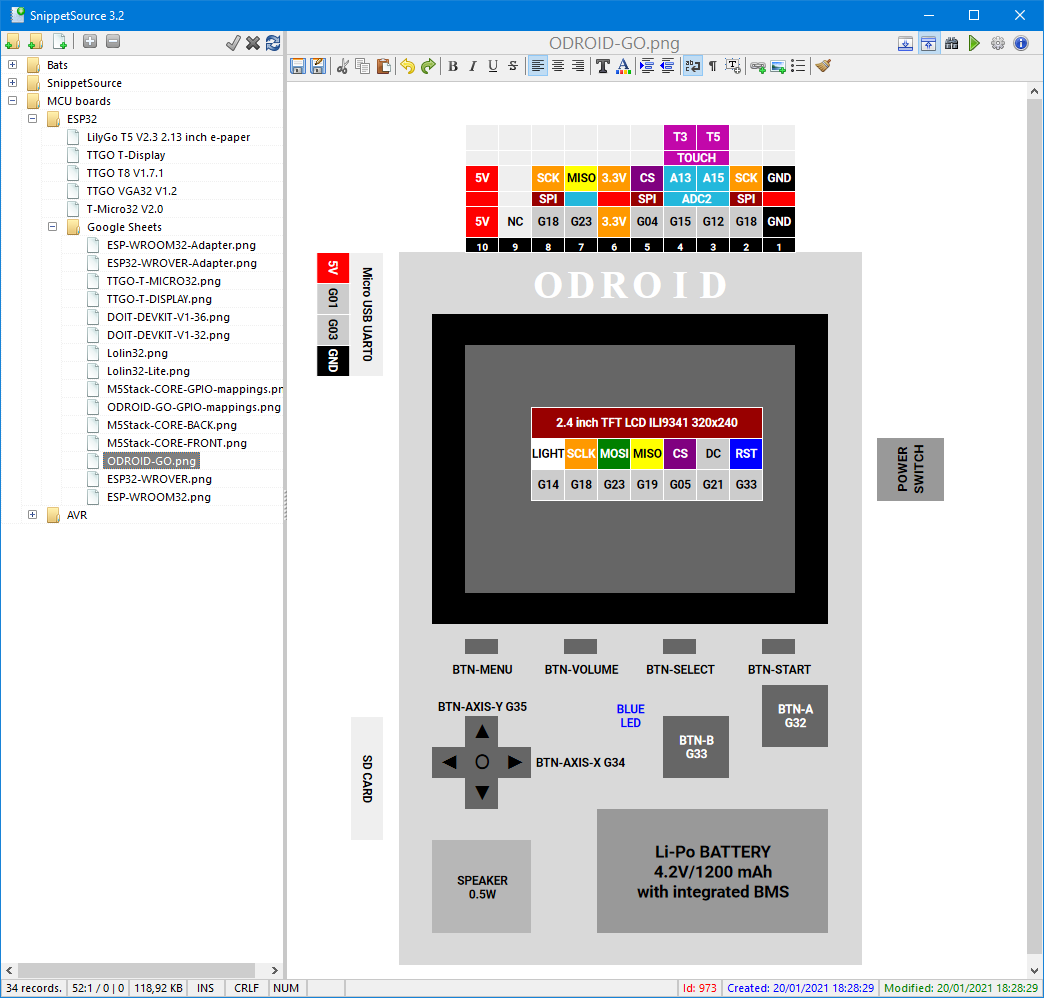 SnippetSource 3.2
ODROID-GO.png
Bats
SnippetSource
MCU boards
ESP32
LilyGo T5 V2.3 2.13 inch e-paper
TTGO T-Display
TTGO T8 V1.7.1
TTGO VGA32 V1.2
T-Micro32 V2.0
Google Sheets
ESP-WROOM32-Adapter.png
ESP32-WROVER-Adapter.png
TTGO-T-MICRO32.png
TTGO-T-DISPLAY.png
DOIT-DEVKIT-V1-36.png
DOIT-DEVKIT-V1-32.png
Lolin32.png
Lolin32-Lite.png
M5Stack-CORE-GPIO-mappings.pn
ODROID-GO-GPIO-mappings.png
M5Stack-CORE-BACK.png
M5Stack-CORE-FRONT.png
ODROID-GO.png
ESP32-WROVER.png
ESP-WROOM32.png
AVR
T3 T5
TOUCH
5V SCK MISO 3.3V CS A13 A15 SCK GND
SPI SPI ADC2 SPI
5V NC G18 G23 3.3V G04 G15 G12 G18 GND
10 9 8 7 6 5 4 3 2 1
5V G01 G03 GND
Micro USB UART0
ODROID
2.4 inch TFT LCD ILI9341 320x240
LIGHT SCLK MOSI MISO CS DC RST
G14 G18 G23 G19 G05 G21 G33
POWER
SWITCH
BTN-MENU BTN-VOLUME BTN-SELECT BTN-START
BTN-AXIS-Y G35
BLUE
LED
BTN-A
G32
BTN-B
G33
BTN-AXIS-X G34
SD CARD
SPEAKER
0.5W
Li-Po BATTERY
4.2V/1200 mAh
with integrated BMS
34 records. 52:1 / 0 | 0 118,92 KB INS CRLF NUM Id: 973 Created: 20/01/2021 18:28:29 Modified: 20/01/2021 18:28:29